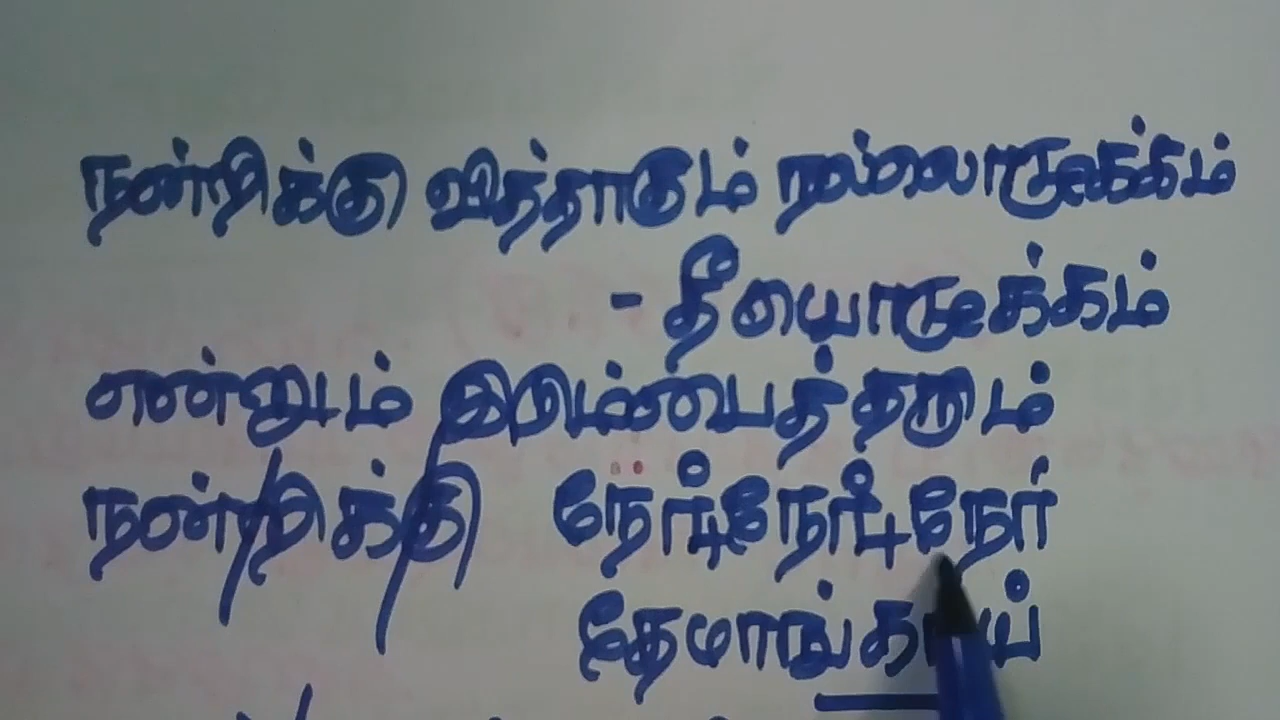 நன்றிக்கு வித்தாகும் நல்லொழுக்கம்
- தீயொழுக்கம்
என்னும் இடும்பைத்தரும்
நன்/றிக்/கு நேர்+நேர்+நேர்
தேமாங்காய்